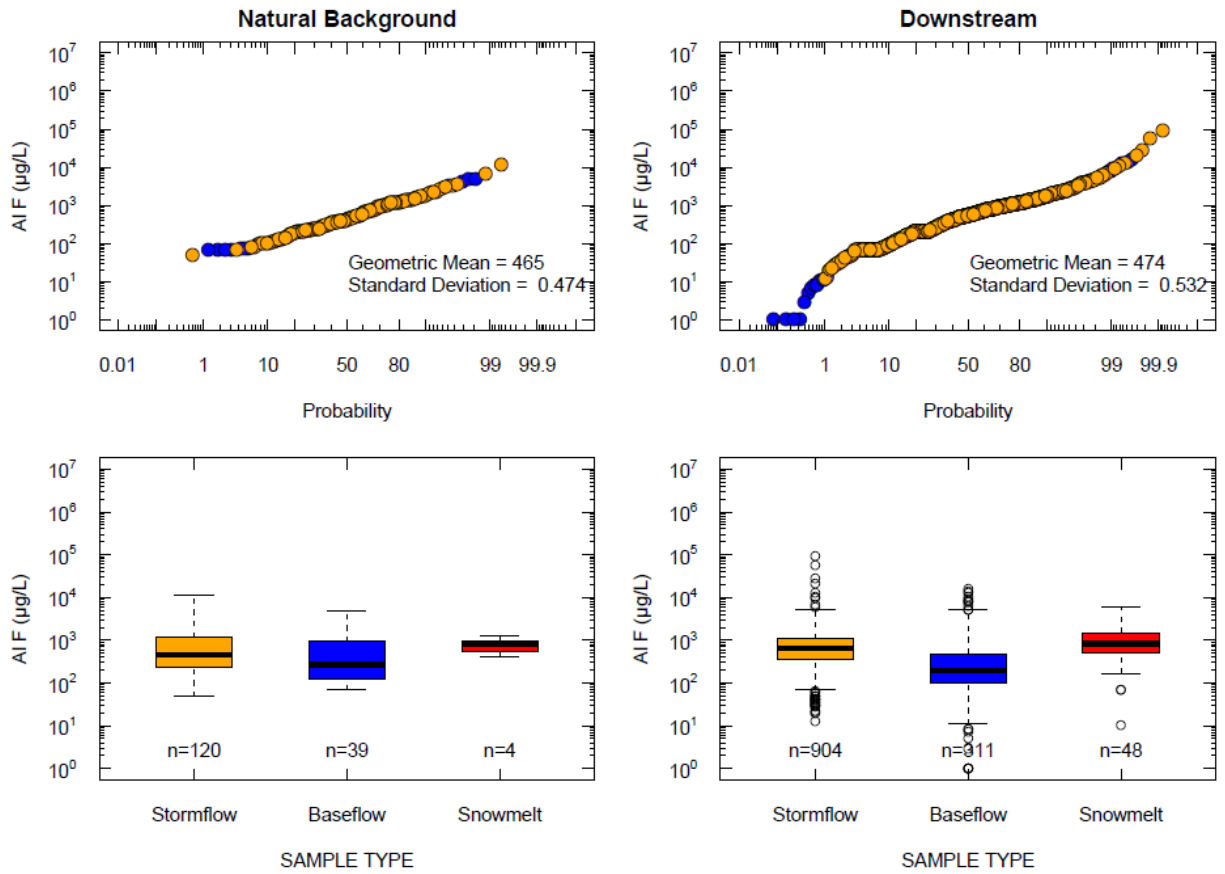 Natural Background
Al F (µg/L)
10⁷
10⁶
10⁵
10⁴
10³
10²
10¹
10⁰
Geometric Mean = 465
Standard Deviation = 0.474
0.01 1 10 50 80 99 99.9
Probability
Downstream
Al F (µg/L)
10⁷
10⁶
10⁵
10⁴
10³
10²
10¹
10⁰
Geometric Mean = 474
Standard Deviation = 0.532
0.01 1 10 50 80 99 99.9
Probability
Al F (µg/L)
10⁷
10⁶
10⁵
10⁴
10³
10²
10¹
10⁰
n=120 n=39 n=4
Stormflow Baseflow Snowmelt
SAMPLE TYPE
Al F (µg/L)
10⁷
10⁶
10⁵
10⁴
10³
10²
10¹
10⁰
n=904 n=311 n=48
Stormflow Baseflow Snowmelt
SAMPLE TYPE